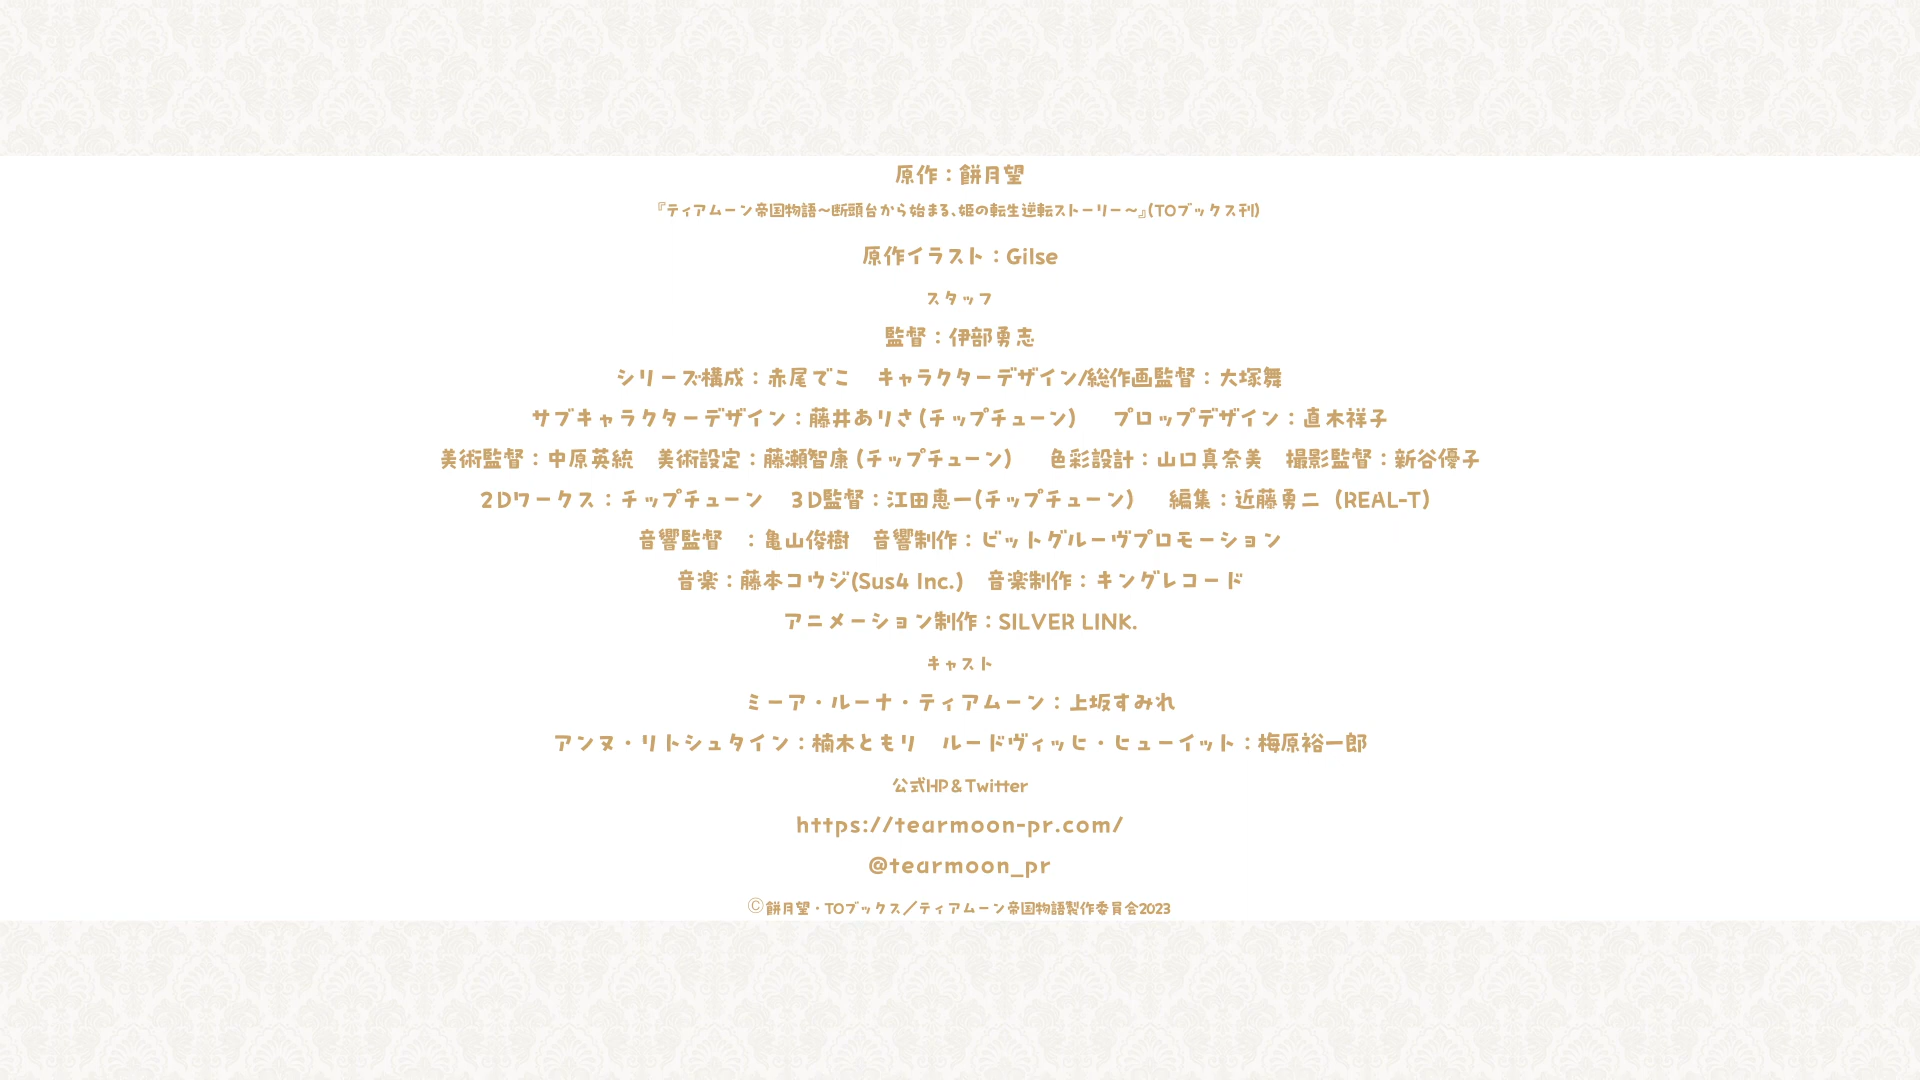 原作：餅月望
『ティアムーン帝国物語～断頭台から始まる、姫の転生逆転ストーリー～』(TOブックス刊)
原作イラスト：Gilse
スタッフ
監督：伊部勇志
シリーズ構成：赤尾でこ　キャラクターデザイン/総作画監督：大塚舞
サブキャラクターデザイン：藤井ありさ(チップチューン)　プロップデザイン：直木祥子
美術監督：中原英統　美術設定：藤瀬智康(チップチューン)　色彩設計：山口真奈美　撮影監督：新谷優子
２Dワークス：チップチューン　３D監督：江田恵一(チップチューン)　編集：近藤勇二（REAL-T）
音響監督　：亀山俊樹　音響制作：ビットグルーヴプロモーション
音楽：藤本コウジ(Sus4 Inc.)　音楽制作：キングレコード
アニメーション制作：SILVER LINK.
キャスト
ミーア・ルーナ・ティアムーン：上坂すみれ
アンヌ・リトシュタイン：楠木ともり　ルードヴィッヒ・ヒューイット：梅原裕一郎
公式HP＆Twitter
https://tearmoon-pr.com/
@tearmoon_pr
Ⓒ餅月望・TOブックス／ティアムーン帝国物語製作委員会2023